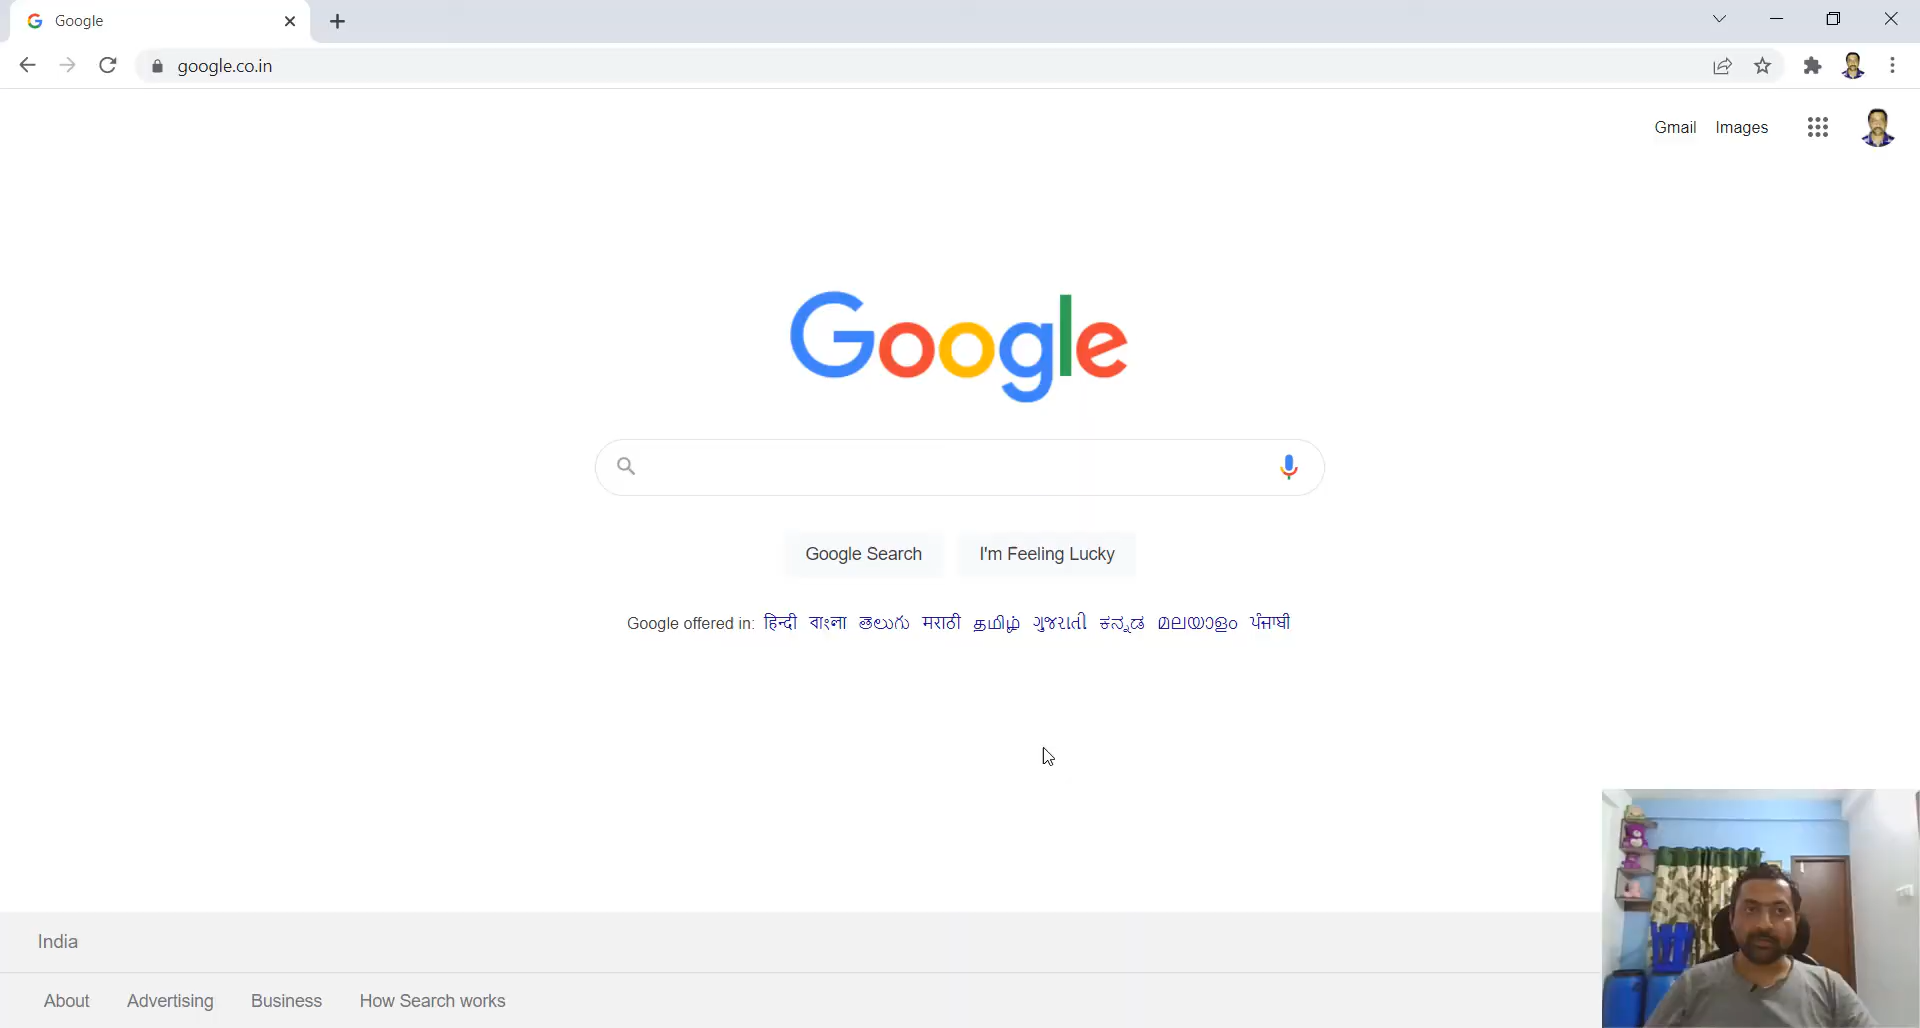 Google
google.co.in
Gmail Images
Google
Google Search I'm Feeling Lucky
Google offered in: हिन्दी বাংলা తెలుగు मराठी தமிழ் ગુજરાતી ಕನ್ನಡ മലയാളം ਪੰਜਾਬੀ
India
About Advertising Business How Search works